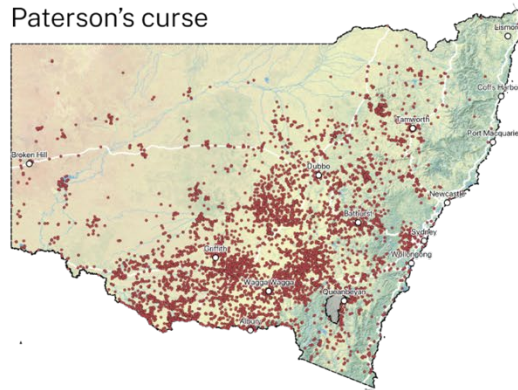 Paterson's curse
Lismore
Coffs Harbour
Tamworth
Port Macquarie
Broken Hill
Dubbo
Newcastle
Bathurst
Sydney
Griffith
Wollongong
Wagga Wagga
Queanbeyan
Albury